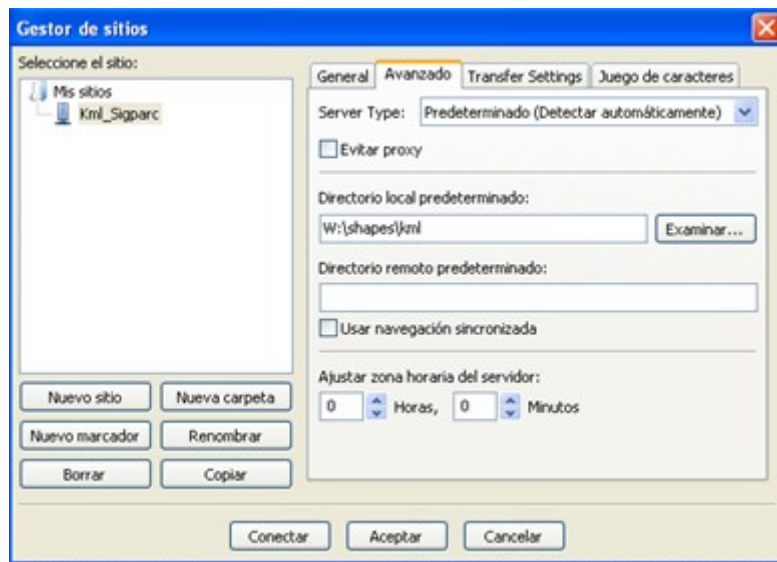 Gestor de sitios
Seleccione el sitio:
Mis sitios
Kml_Sigparc
Nuevo sitio
Nueva carpeta
Nuevo marcador
Renombrar
Borrar
Copiar
General Avanzado Transfer Settings Juego de caracteres
Server Type: Predeterminado (Detectar automáticamente)
Evitar proxy
Directorio local predeterminado:
W:\shapes\kml
Examinar...
Directorio remoto predeterminado:
Usar navegación sincronizada
Ajustar zona horaria del servidor:
0 Horas, 0 Minutos
Conectar Aceptar Cancelar